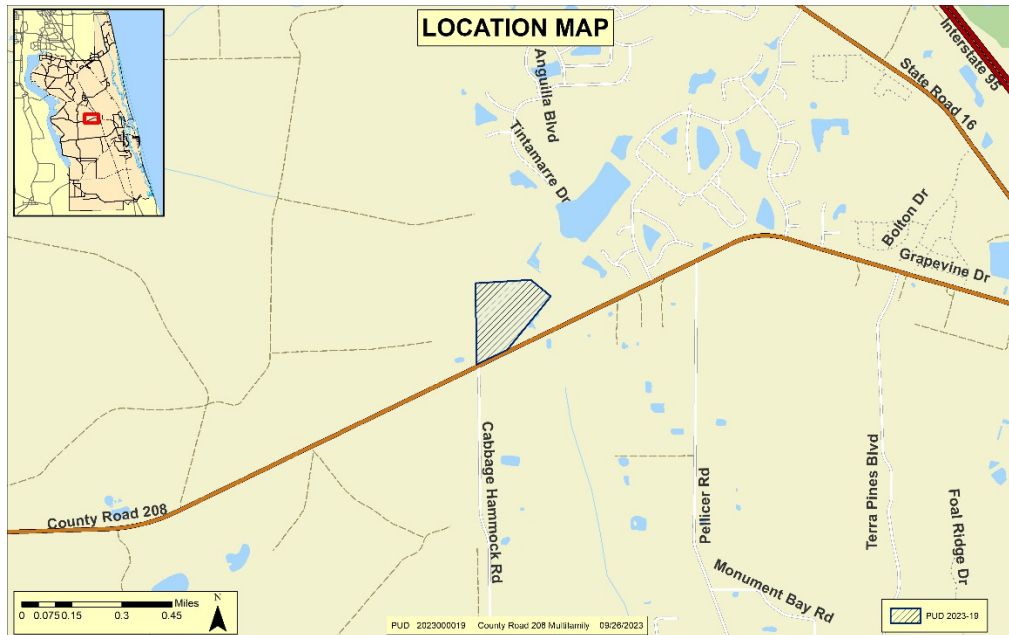 LOCATION MAP
Interstate 95
State Road 16
Anguilla Blvd
Tintamarre Dr
Bolton Dr
Grapevine Dr
Cabbage Hammock Rd
Pellicer Rd
Terra Pines Blvd
Foal Ridge Dr
County Road 208
Monument Bay Rd
Miles
0 0.075 0.15 0.3 0.45
N
PUD 2023000019 County Road 208 Multifamily 09/26/2023
PUD 2023-19